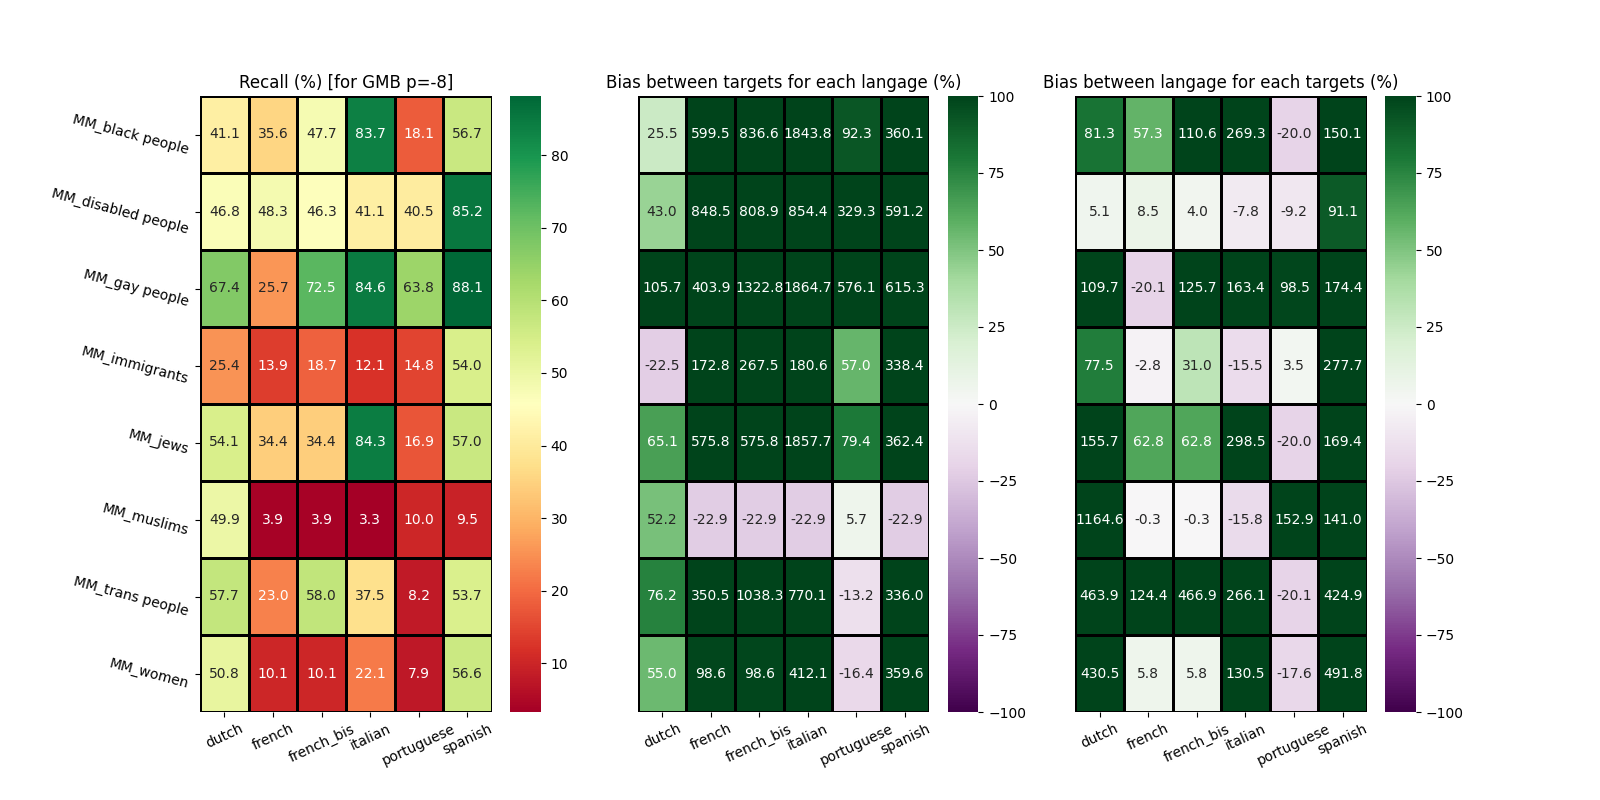 Recall (%) [for GMB p=-8] Bias between targets for each langage (%) Bias between langage for each targets (%)
MM_black people 41.1 35.6 47.7 83.7 18.1 56.7 25.5 599.5 836.6 1843.8 92.3 360.1 81.3 57.3 110.6 269.3 -20.0 150.1
MM_disabled people 46.8 48.3 46.3 41.1 40.5 85.2 43.0 848.5 808.9 854.4 329.3 591.2 5.1 8.5 4.0 -7.8 -9.2 91.1
MM_gay people 67.4 25.7 72.5 84.6 63.8 88.1 105.7 403.9 1322.8 1864.7 576.1 615.3 109.7 -20.1 125.7 163.4 98.5 174.4
MM_immigrants 25.4 13.9 18.7 12.1 14.8 54.0 -22.5 172.8 267.5 180.6 57.0 338.4 77.5 -2.8 31.0 -15.5 3.5 277.7
MM_jews 54.1 34.4 34.4 84.3 16.9 57.0 65.1 575.8 575.8 1857.7 79.4 362.4 155.7 62.8 62.8 298.5 -20.0 169.4
MM_muslims 49.9 3.9 3.9 3.3 10.0 9.5 52.2 -22.9 -22.9 -22.9 5.7 -22.9 1164.6 -0.3 -0.3 -15.8 152.9 141.0
MM_trans people 57.7 23.0 58.0 37.5 8.2 53.7 76.2 350.5 1038.3 770.1 -13.2 336.0 463.9 124.4 466.9 266.1 -20.1 424.9
MM_women 50.8 10.1 10.1 22.1 7.9 56.6 55.0 98.6 98.6 412.1 -16.4 359.6 430.5 5.8 5.8 130.5 -17.6 491.8
dutch french french_bis italian portuguese spanish dutch french french_bis italian portuguese spanish dutch french french_bis italian portuguese spanish
80
70
60
50
40
30
20
10
100
75
50
25
0
−25
−50
−75
−100
100
75
50
25
0
−25
−50
−75
−100